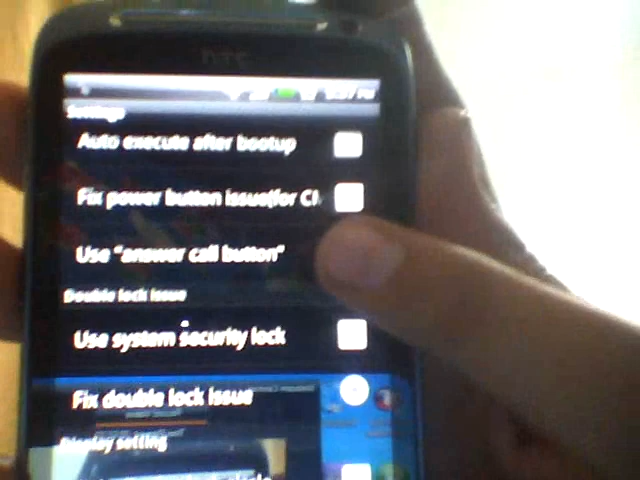 hTC
Settings
Auto execute after bootup
Fix power button issue(for
Use "answer call button"
Double lock issue
Use system security lock
Fix double lock issue
Display setting